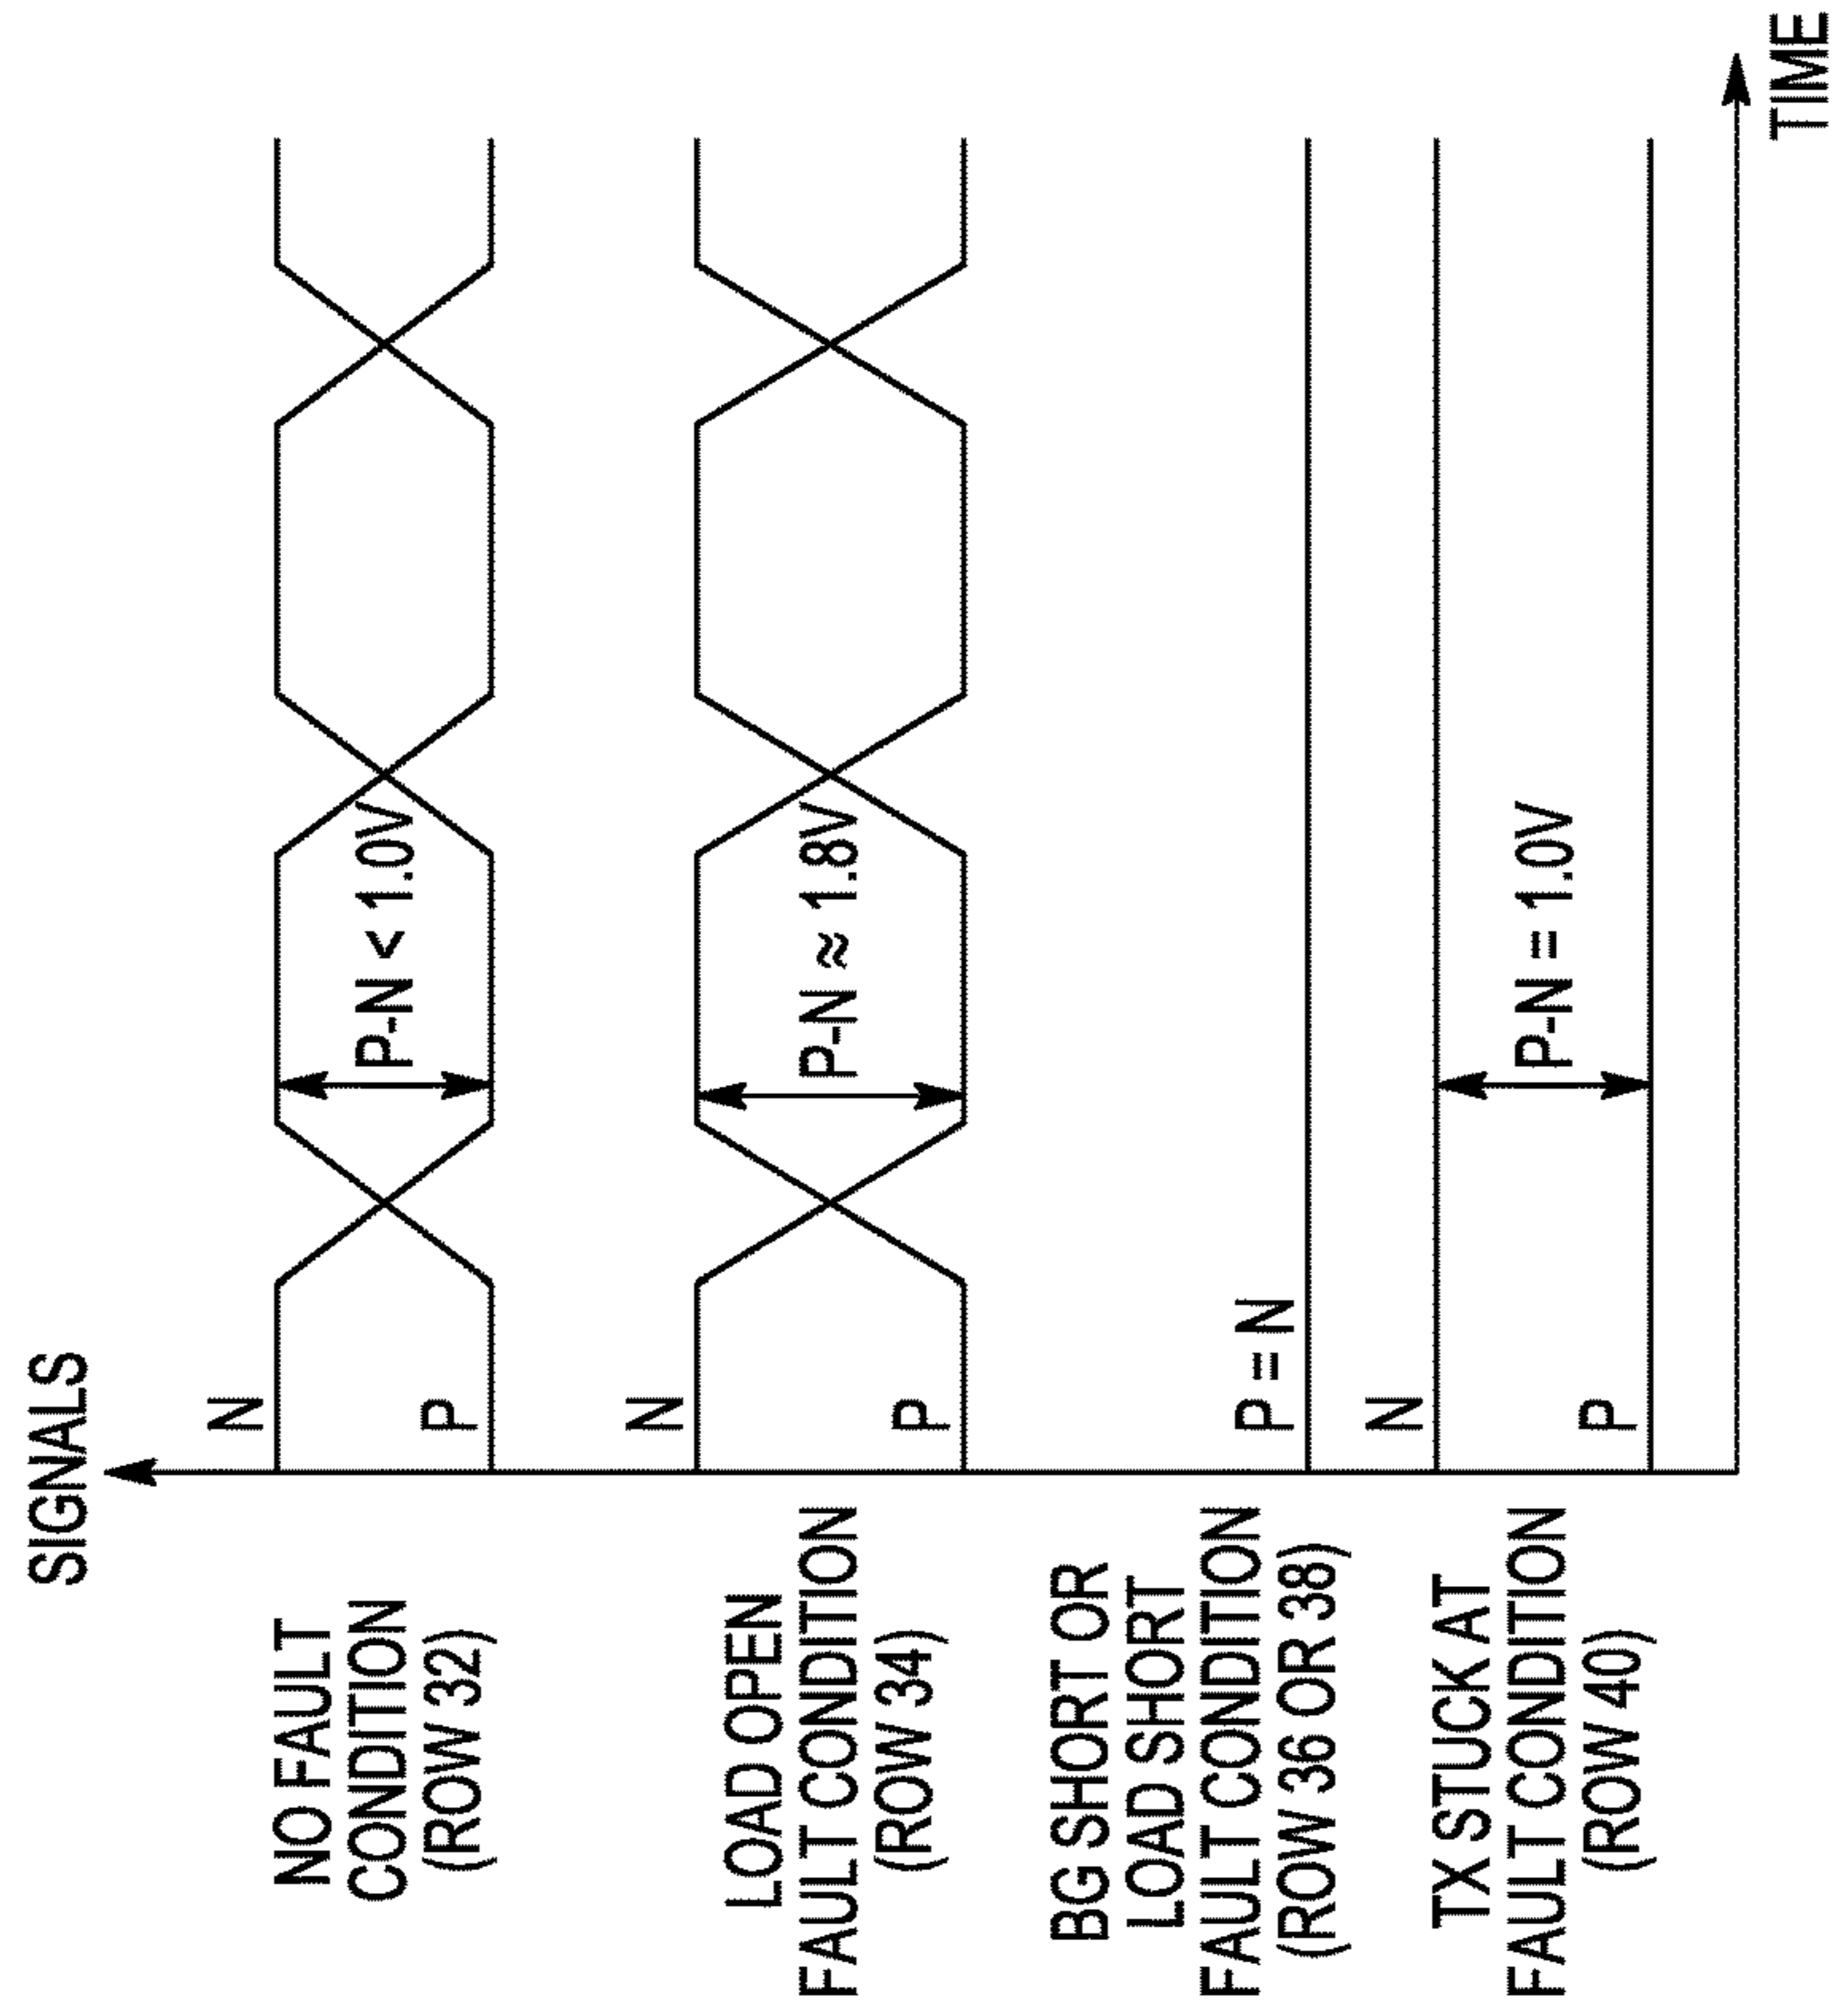 SIGNALS
NO FAULT
CONDITION
(ROW 32)
N
P
P-N < 1.0V
LOAD OPEN
FAULT CONDITION
(ROW 34)
N
P
P-N ≈ 1.8V
BG SHORT OR
LOAD SHORT
FAULT CONDITION
(ROW 36 OR 38)
P = N
TX STUCK AT
FAULT CONDITION
(ROW 40)
N
P
P-N = 1.0V
TIME